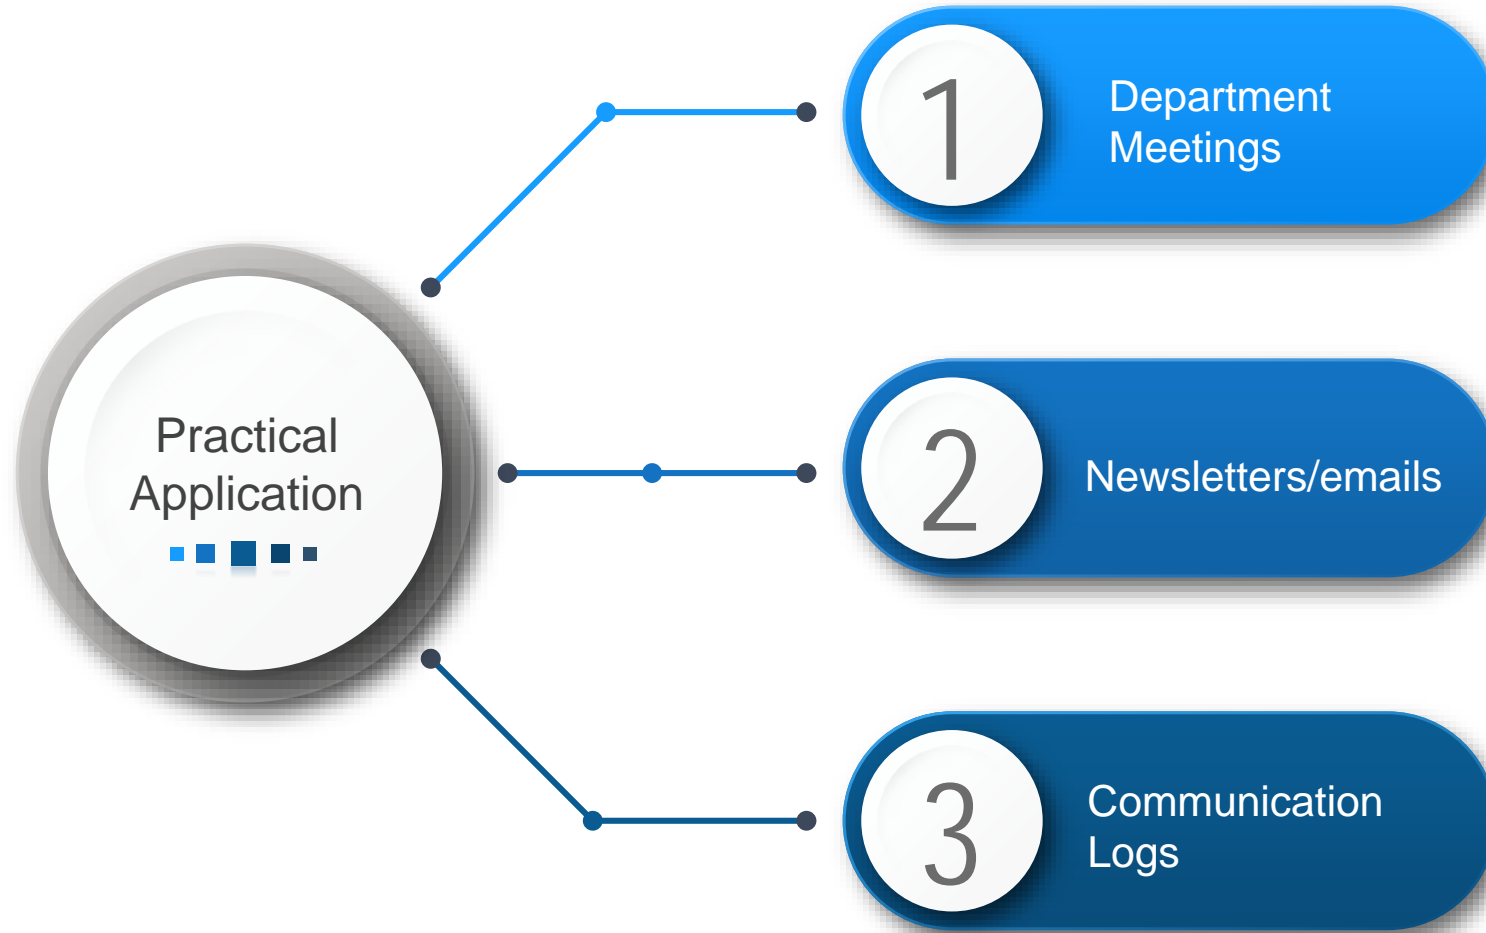 Practical
Application
1
Department
Meetings
2
Newsletters/emails
3
Communication
Logs